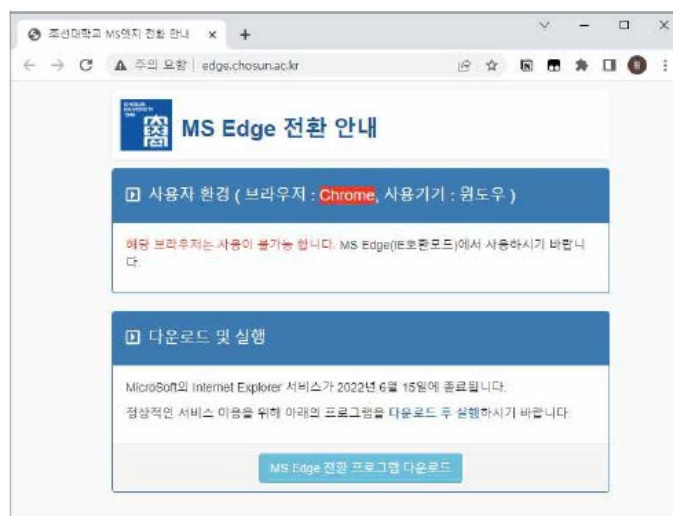 조선대학교 MS엣지 전환 안내
주의 요함 | edge.chosun.ac.kr
MS Edge 전환 안내
사용자 환경 ( 브라우저 : Chrome, 사용기기 : 윈도우 )
해당 브라우저는 사용이 불가능 합니다. MS Edge(IE호환모드)에서 사용하시기 바랍니
다.
다운로드 및 실행
MicroSoft의 Internet Explorer 서비스가 2022년 6월 15일에 종료됩니다.
정상적인 서비스 이용을 위해 아래의 프로그램을 다운로드 후 실행하시기 바랍니다.
MS Edge 전환 프로그램 다운로드